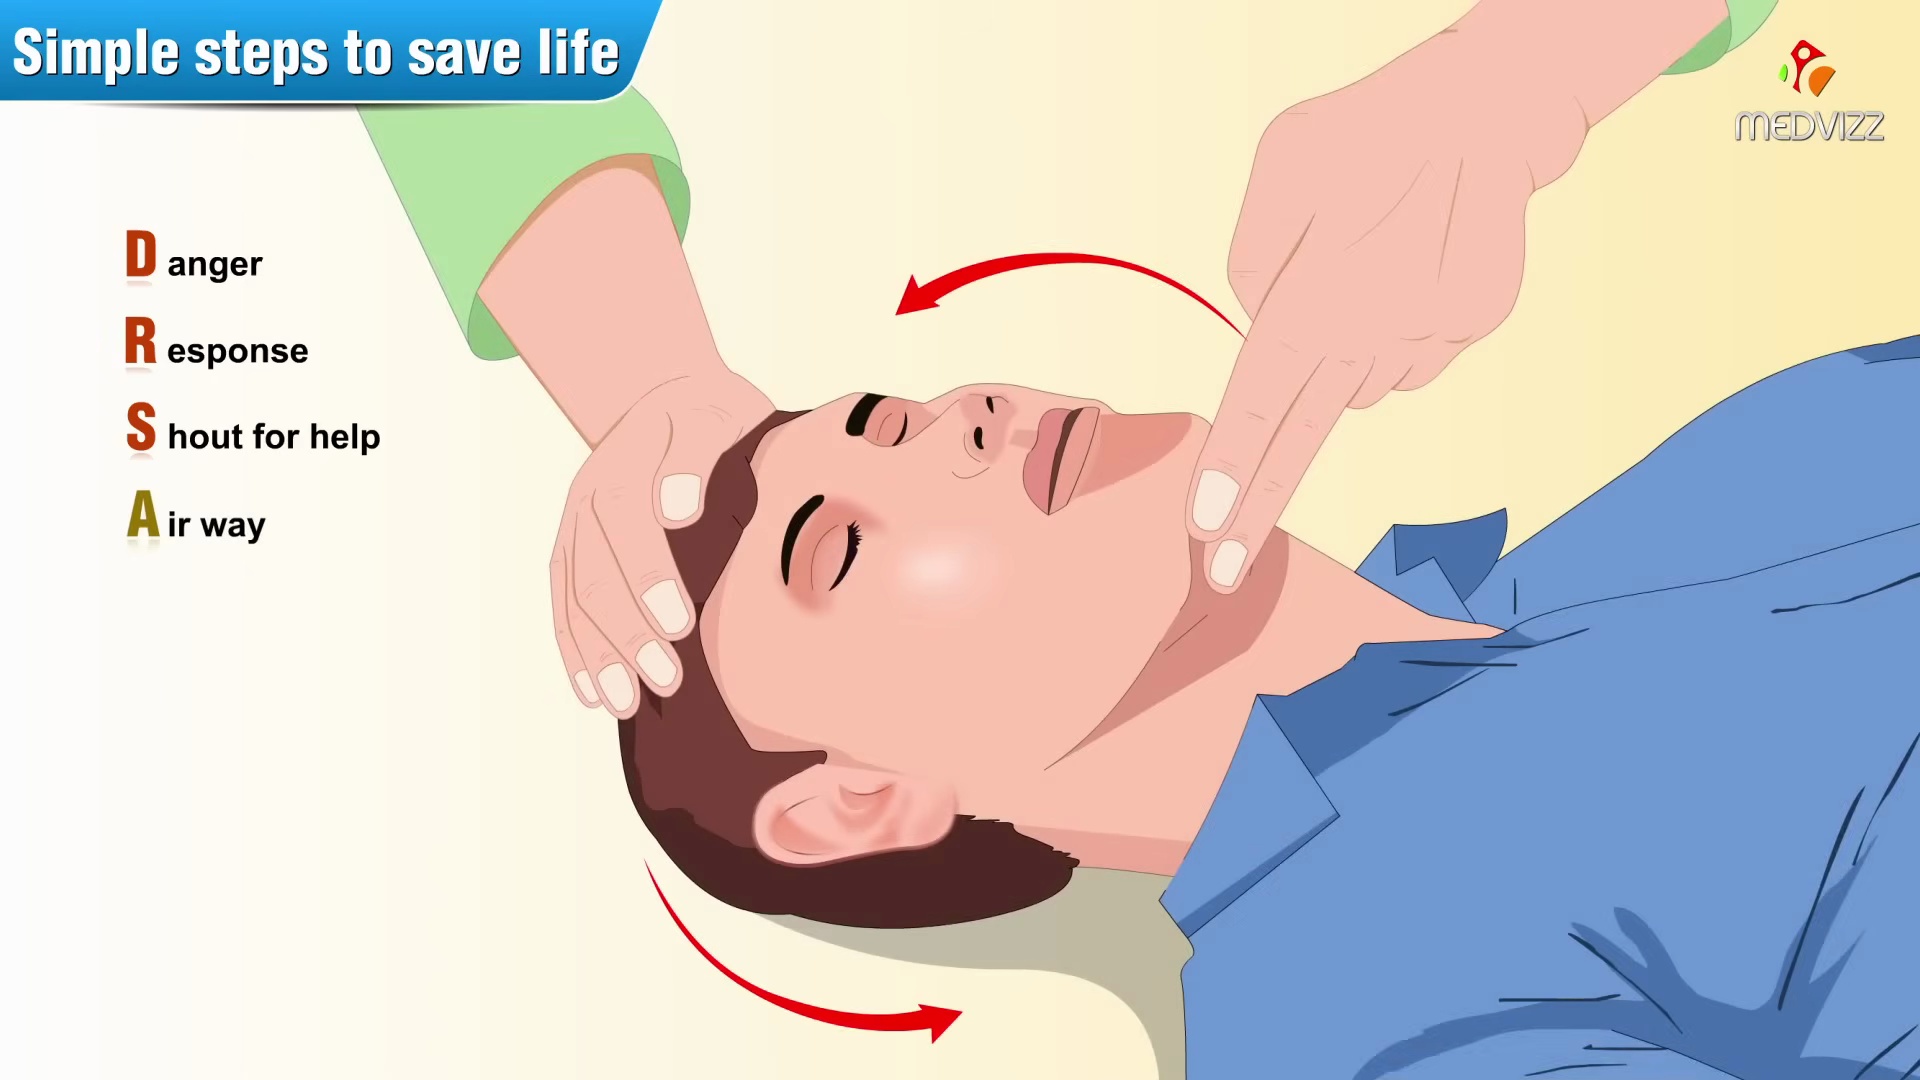 Simple steps to save life
MEDVIZZ
D anger
R esponse
S hout for help
A ir way